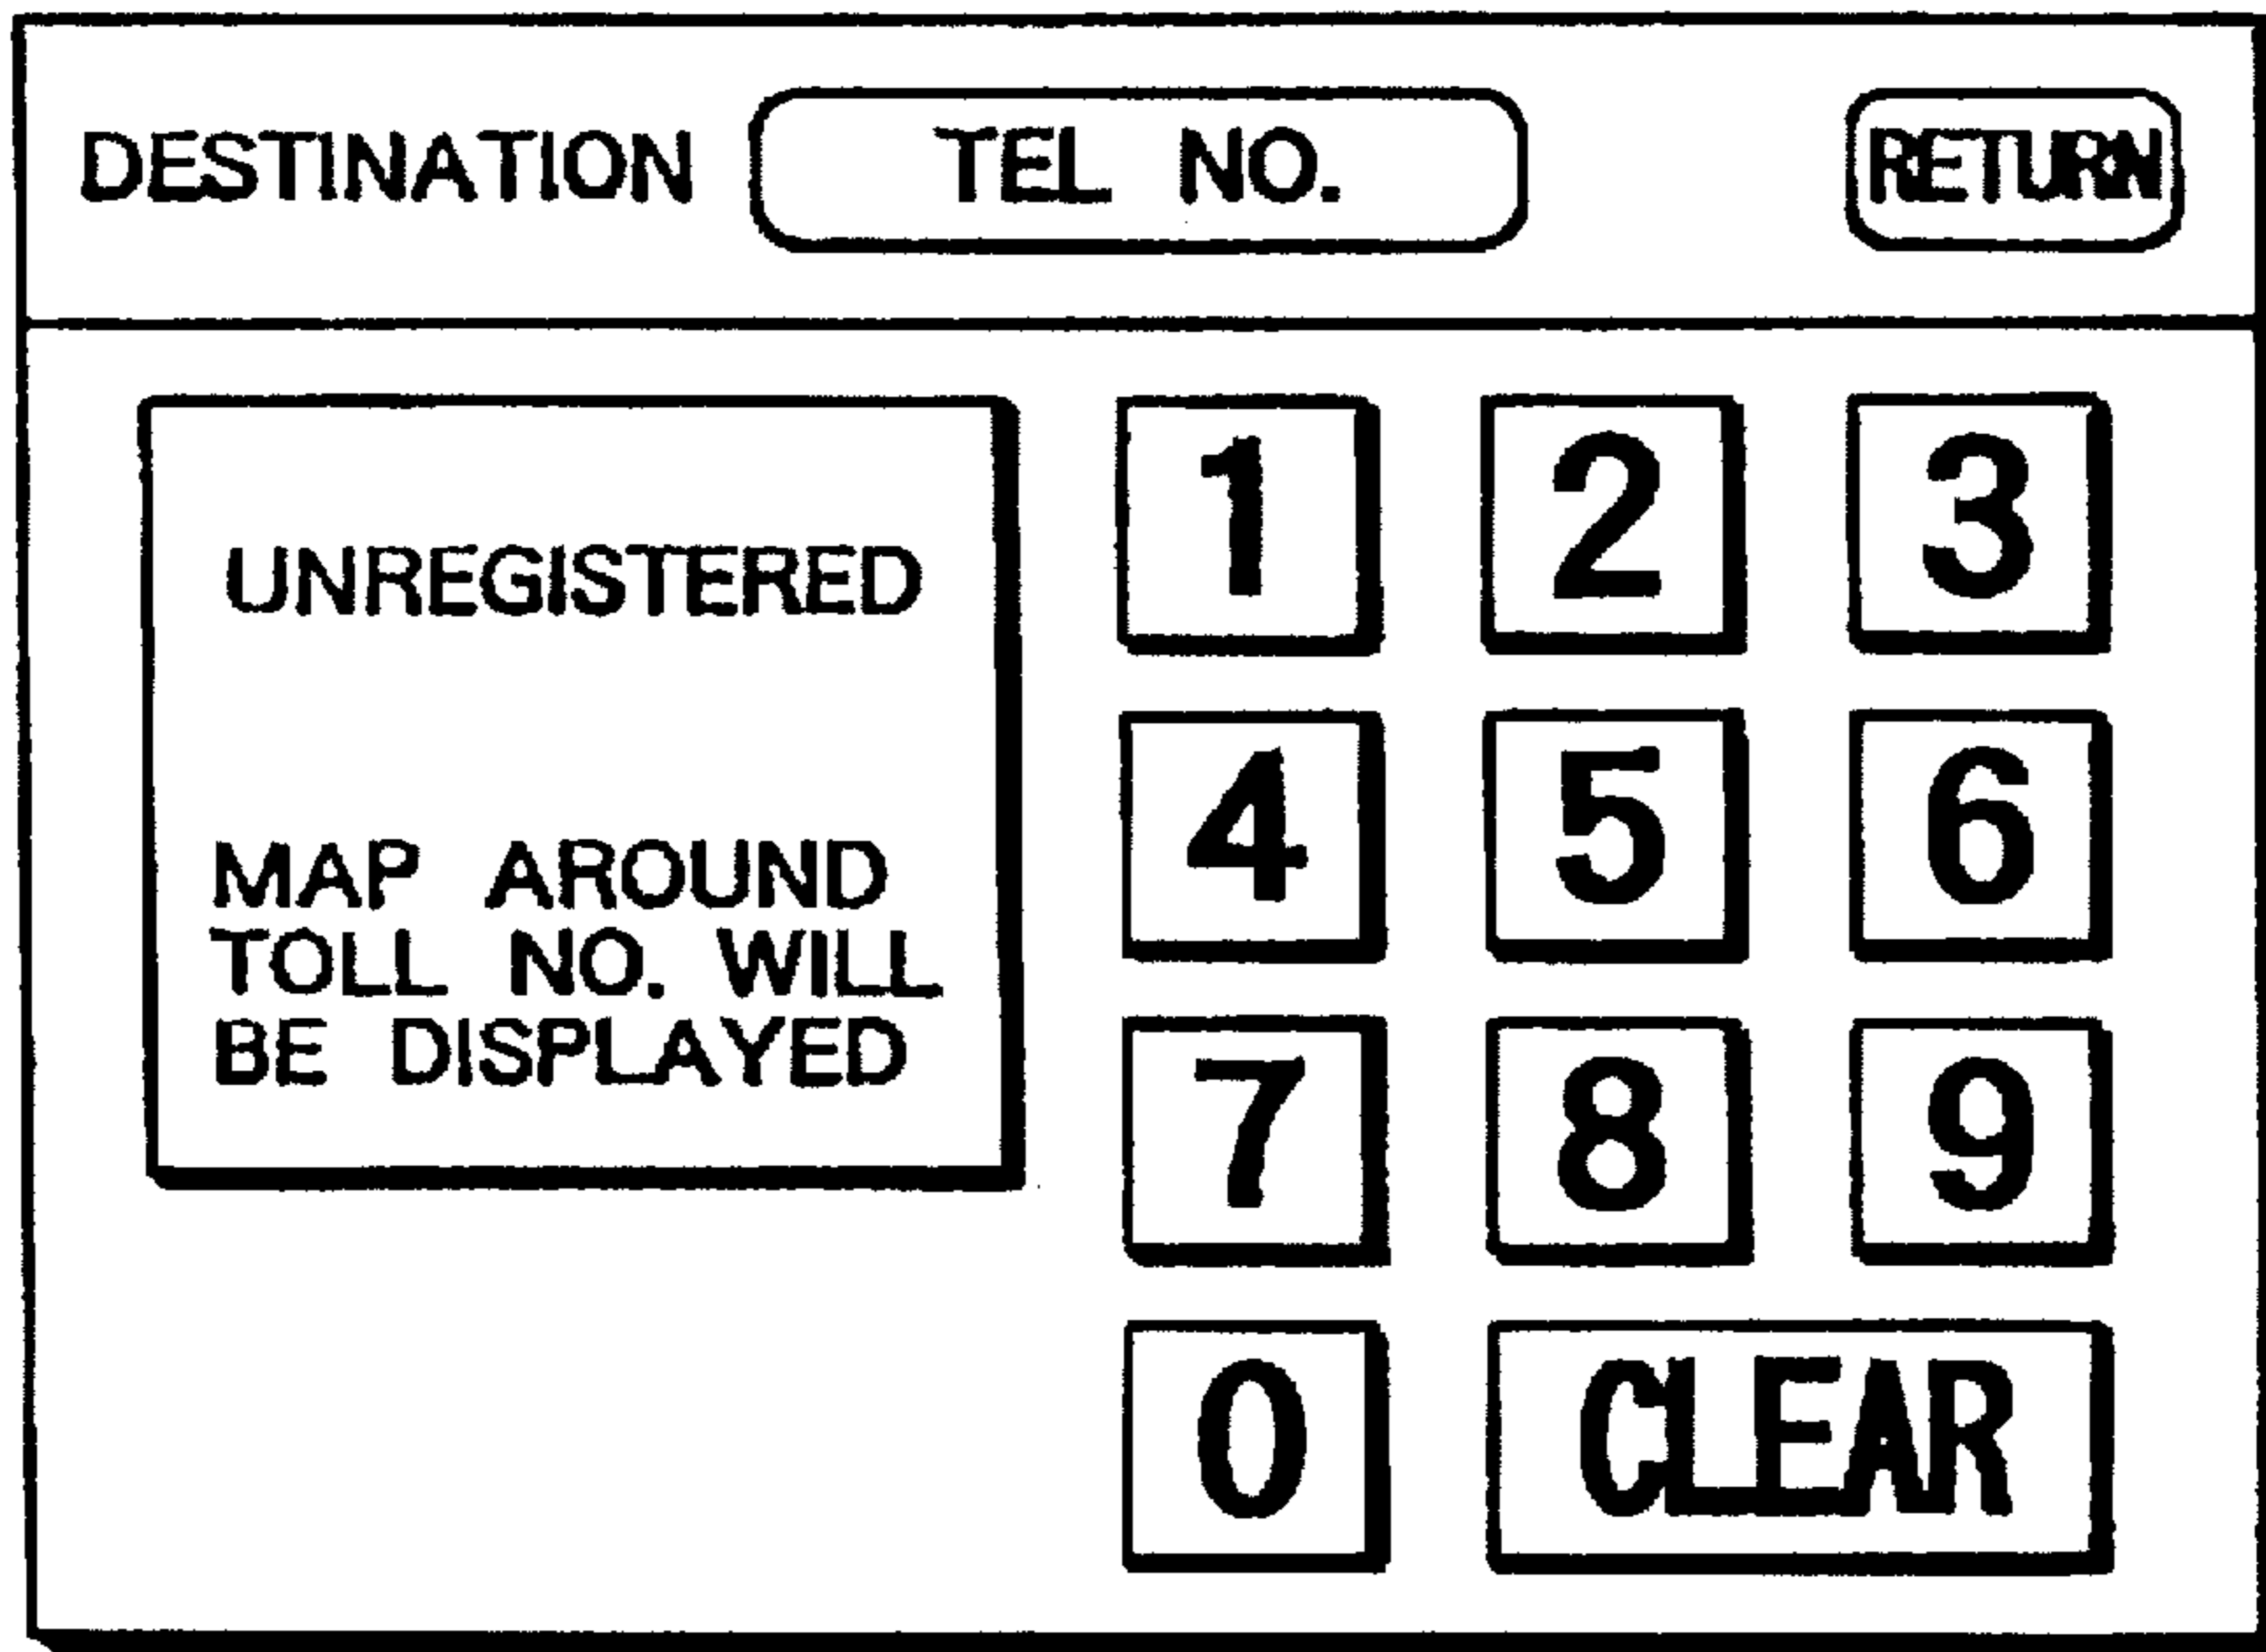 DESTINATION TEL NO. RETURN
UNREGISTERED
MAP AROUND
TOLL NO. WILL
BE DISPLAYED
1 2 3
4 5 6
7 8 9
0 CLEAR